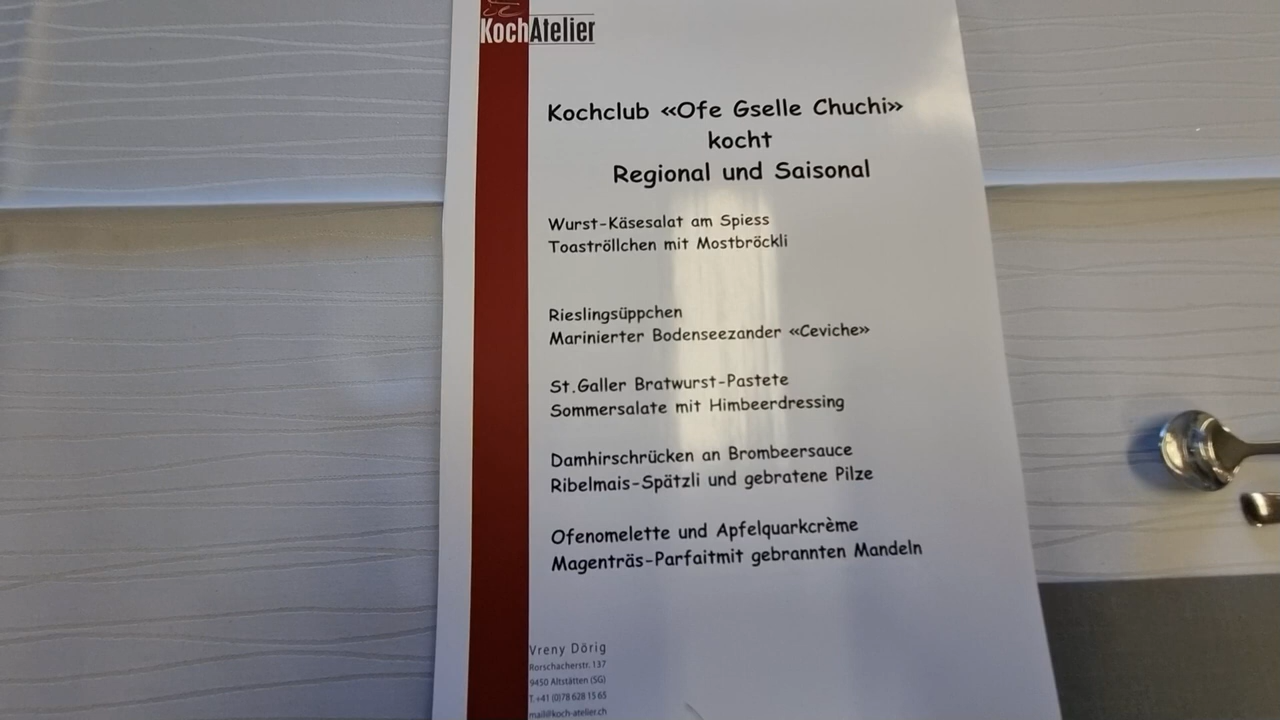 KochAtelier
Kochclub «Ofe Gselle Chuchi»
kocht
Regional und Saisonal
Wurst-Käsesalat am Spiess
Toaströllchen mit Mostbröckli
Rieslingsüppchen
Marinierter Bodenseezander «Ceviche»
St.Galler Bratwurst-Pastete
Sommersalate mit Himbeerdressing
Damhirschrücken an Brombeersauce
Ribelmais-Spätzli und gebratene Pilze
Ofenomelette und Apfelquarkcrème
Magenträs-Parfaitmit gebrannten Mandeln
Vreny Dörig
Rorschacherstr. 137
9450 Altstätten (SG)
T. +41 (0)78 628 15 65
mail@koch-atelier.ch